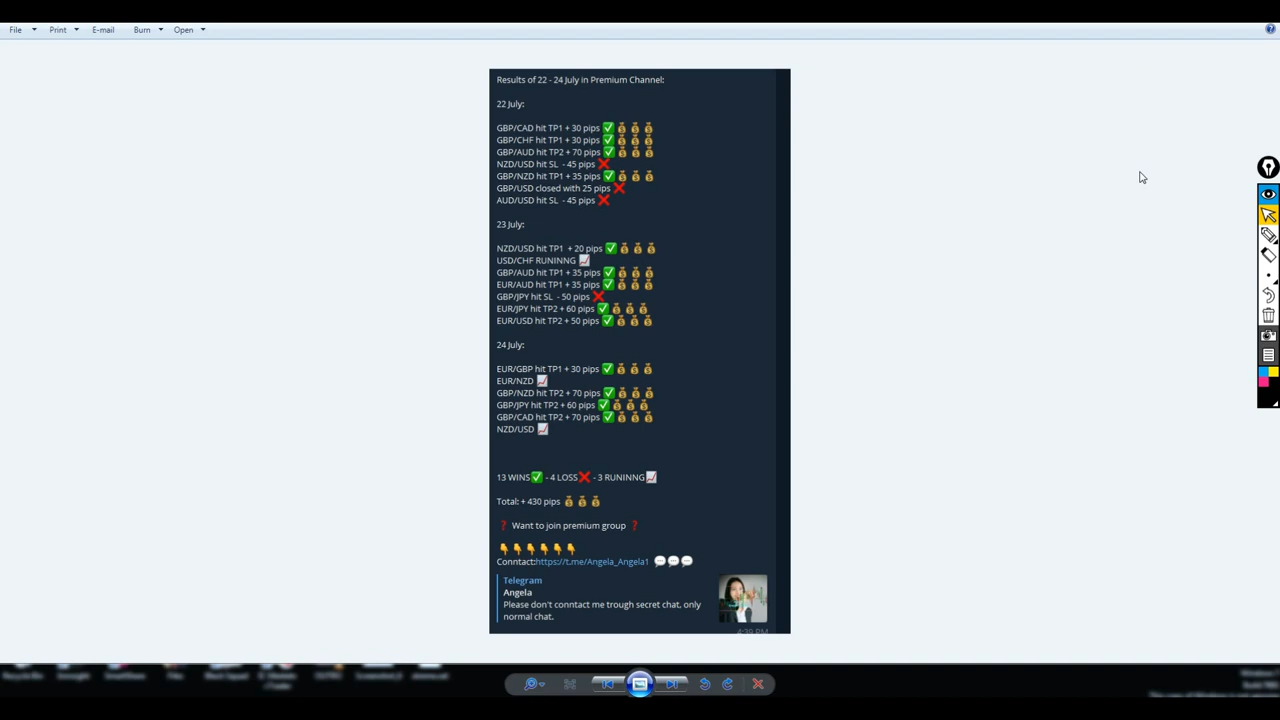 File
Print
E-mail
Burn
Open
Results of 22 - 24 July in Premium Channel:
22 July:
GBP/CAD hit TP1 + 30 pips ✅💰💰💰
GBP/CHF hit TP1 + 30 pips ✅💰💰💰
GBP/AUD hit TP2 + 70 pips ✅💰💰💰
NZD/USD hit SL - 45 pips ❌
GBP/NZD hit TP1 + 35 pips ✅💰💰💰
GBP/USD closed with 25 pips ❌
AUD/USD hit SL - 45 pips ❌
23 July:
NZD/USD hit TP1 + 20 pips ✅💰💰💰
USD/CHF RUNINNG 📈
GBP/AUD hit TP1 + 35 pips ✅💰💰💰
EUR/AUD hit TP1 + 35 pips ✅💰💰💰
GBP/JPY hit SL - 50 pips ❌
EUR/JPY hit TP2 + 60 pips ✅💰💰💰
EUR/USD hit TP2 + 50 pips ✅💰💰💰
24 July:
EUR/GBP hit TP1 + 30 pips ✅💰💰💰
EUR/NZD 📈
GBP/NZD hit TP2 + 70 pips ✅💰💰💰
GBP/JPY hit TP2 + 60 pips ✅💰💰💰
GBP/CAD hit TP2 + 70 pips ✅💰💰💰
NZD/USD 📈
13 WINS✅ - 4 LOSS❌ - 3 RUNINNG📈
Total: + 430 pips 💰💰💰
❓ Want to join premium group ❓
👇👇👇👇👇👇
Conntact:https://t.me/Angela_Angela1 💬💬💬
Telegram
Angela
Please don't conntact me trough secret chat, only
normal chat.
4:39 PM